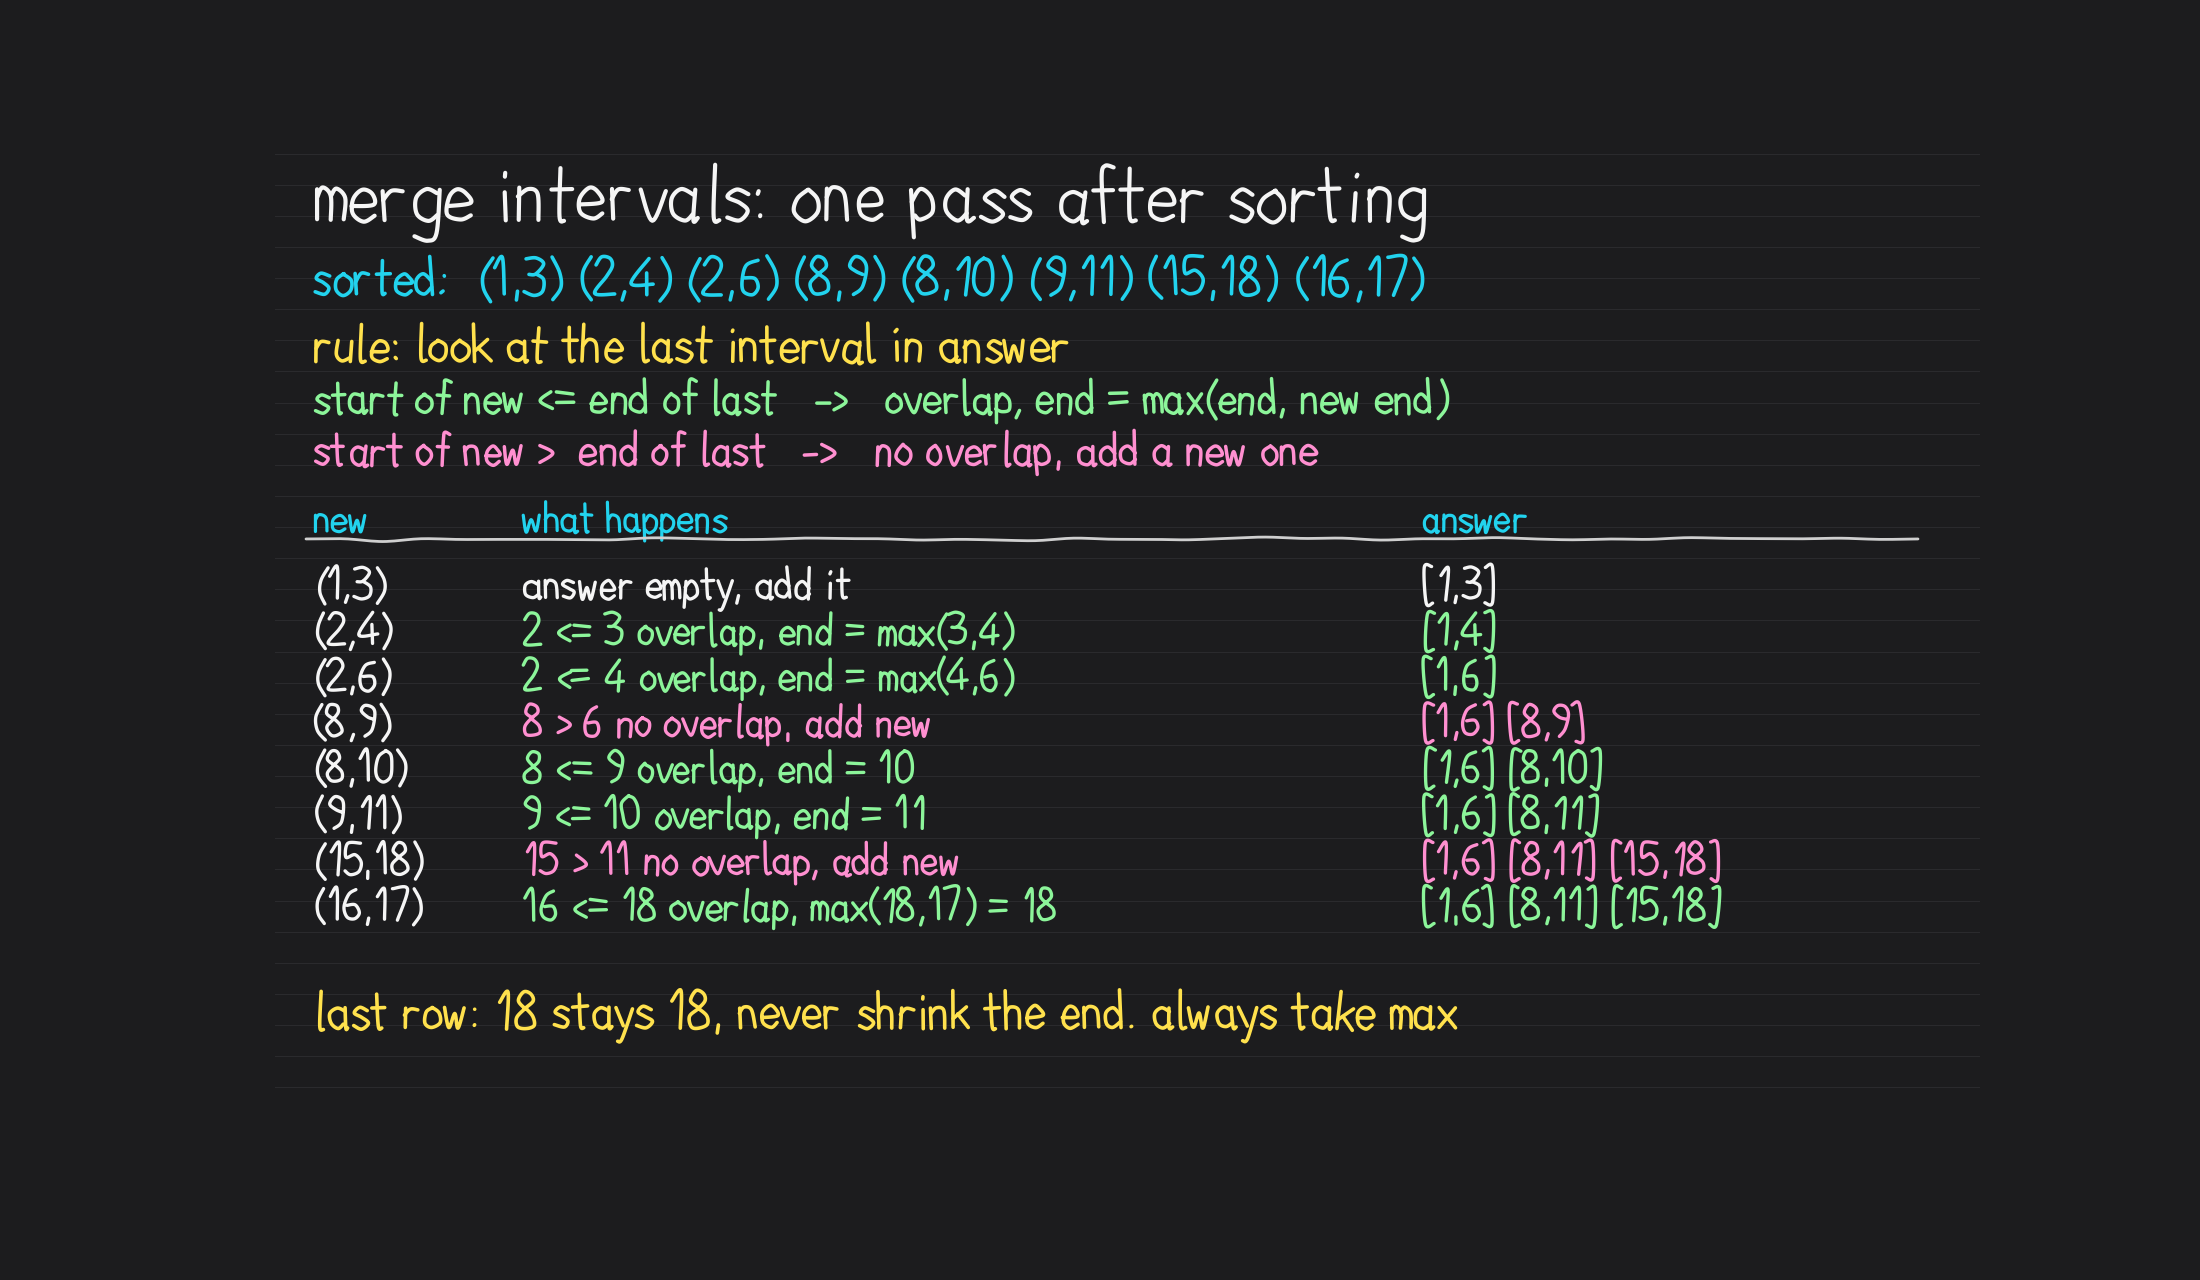 merge intervals: one pass after sorting
sorted: (1,3) (2,4) (2,6) (8,9) (8,10) (9,11) (15,18) (16,17)
rule: look at the last interval in answer
start of new <= end of last -> overlap, end = max(end, new end)
start of new > end of last -> no overlap, add a new one
new what happens answer
(1,3) answer empty, add it [1,3]
(2,4) 2 <= 3 overlap, end = max(3,4) [1,4]
(2,6) 2 <= 4 overlap, end = max(4,6) [1,6]
(8,9) 8 > 6 no overlap, add new [1,6] [8,9]
(8,10) 8 <= 9 overlap, end = 10 [1,6] [8,10]
(9,11) 9 <= 10 overlap, end = 11 [1,6] [8,11]
(15,18) 15 > 11 no overlap, add new [1,6] [8,11] [15,18]
(16,17) 16 <= 18 overlap, max(18,17) = 18 [1,6] [8,11] [15,18]
last row: 18 stays 18, never shrink the end. always take max